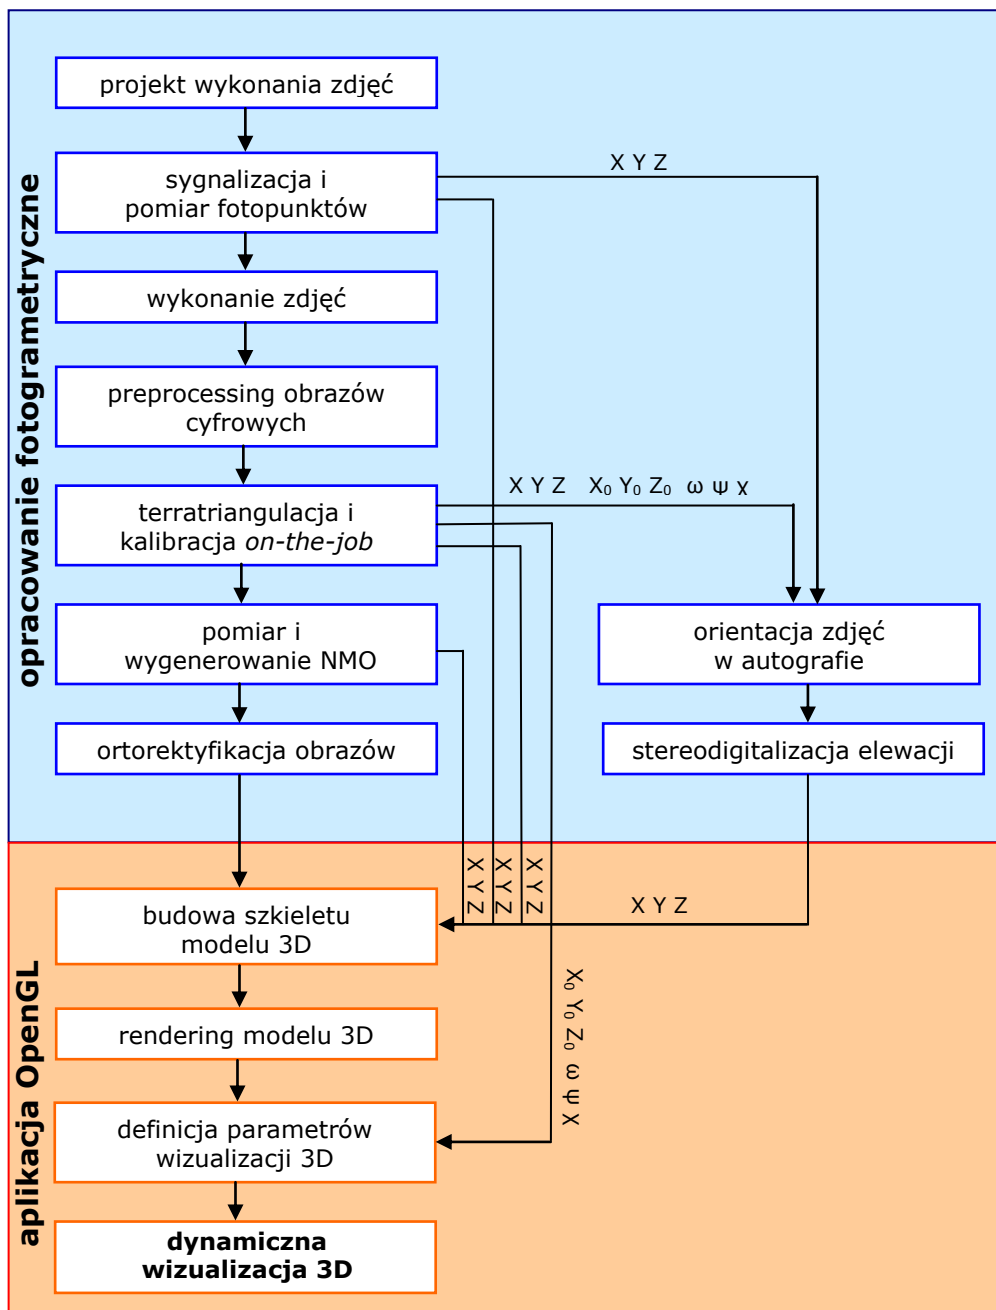 opracowanie fotogrametryczne
projekt wykonania zdjęć
sygnalizacja i
pomiar fotopunktów
X Y Z
wykonanie zdjęć
preprocessing obrazów
cyfrowych
terratriangulacja i
kalibracja on-the-job
X Y Z X₀ Y₀ Z₀ ω ψ χ
pomiar i
wygenerowanie NMO
orientacja zdjęć
w autografie
ortorektyfikacja obrazów
stereodigitalizacja elewacji
aplikacja OpenGL
X Y Z
X Y Z
X Y Z
budowa szkieletu
modelu 3D
X Y Z
X₀ Y₀ Z₀ ω ψ χ
rendering modelu 3D
definicja parametrów
wizualizacji 3D
dynamiczna
wizualizacja 3D